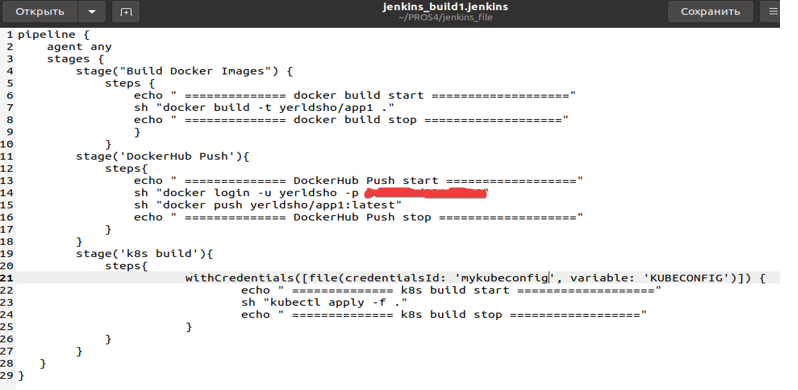 Открыть
jenkins_build1.jenkins
~/PROS4/jenkins_file
Сохранить
1 pipeline {
2     agent any
3     stages {
4         stage("Build Docker Images") {
5             steps {
6                 echo " ============== docker build start ==================="
7                 sh "docker build -t yerldsho/app1 ."
8                 echo " ============== docker build stop ==================="
9                 }
10             }
11         stage('DockerHub Push'){
12             steps{
13                 echo " ============== DockerHub Push start =================="
14                 sh "docker login -u yerldsho -p
15                 sh "docker push yerldsho/app1:latest"
16                 echo " ============== DockerHub Push stop ==================="
17             }
18         }
19         stage('k8s build'){
20             steps{
21                        withCredentials([file(credentialsId: 'mykubeconfig', variable: 'KUBECONFIG')]) {
22                                echo " ============== k8s build start ==================="
23                                sh "kubectl apply -f ."
24                                echo " ============== k8s build stop =================="
25                        }
26             }
27         }
28    }
29 }